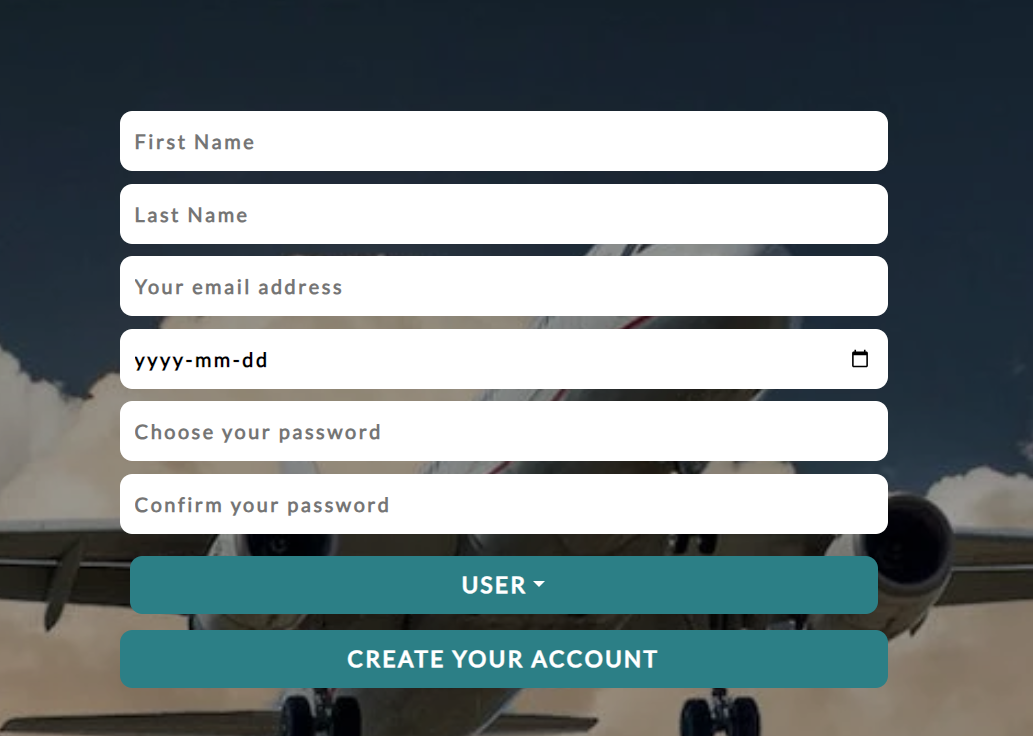 First Name
Last Name
Your email address
yyyy-mm-dd
Choose your password
Confirm your password
USER
CREATE YOUR ACCOUNT